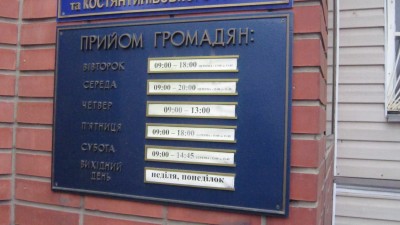 та КОСТЯНТИНІВСЬКОГО
ПРИЙОМ ГРОМАДЯН:
ВІВТОРОК 09:00 - 18:00
СЕРЕДА 09:00 - 20:00
ЧЕТВЕР 09:00 - 13:00
П'ЯТНИЦЯ 09:00 - 18:00
СУБОТА 09:00 - 14:45
ВИХІДНИЙ ДЕНЬ неділя, понеділок